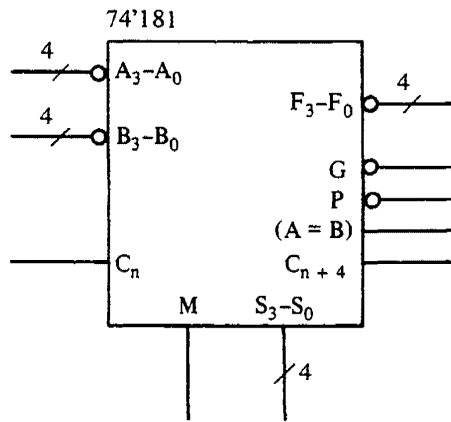 74'181
4
A₃–A₀
4
F₃–F₀
4
B₃–B₀
G
P
(A = B)
Cₙ
Cₙ ₊ ₄
M
S₃–S₀
4